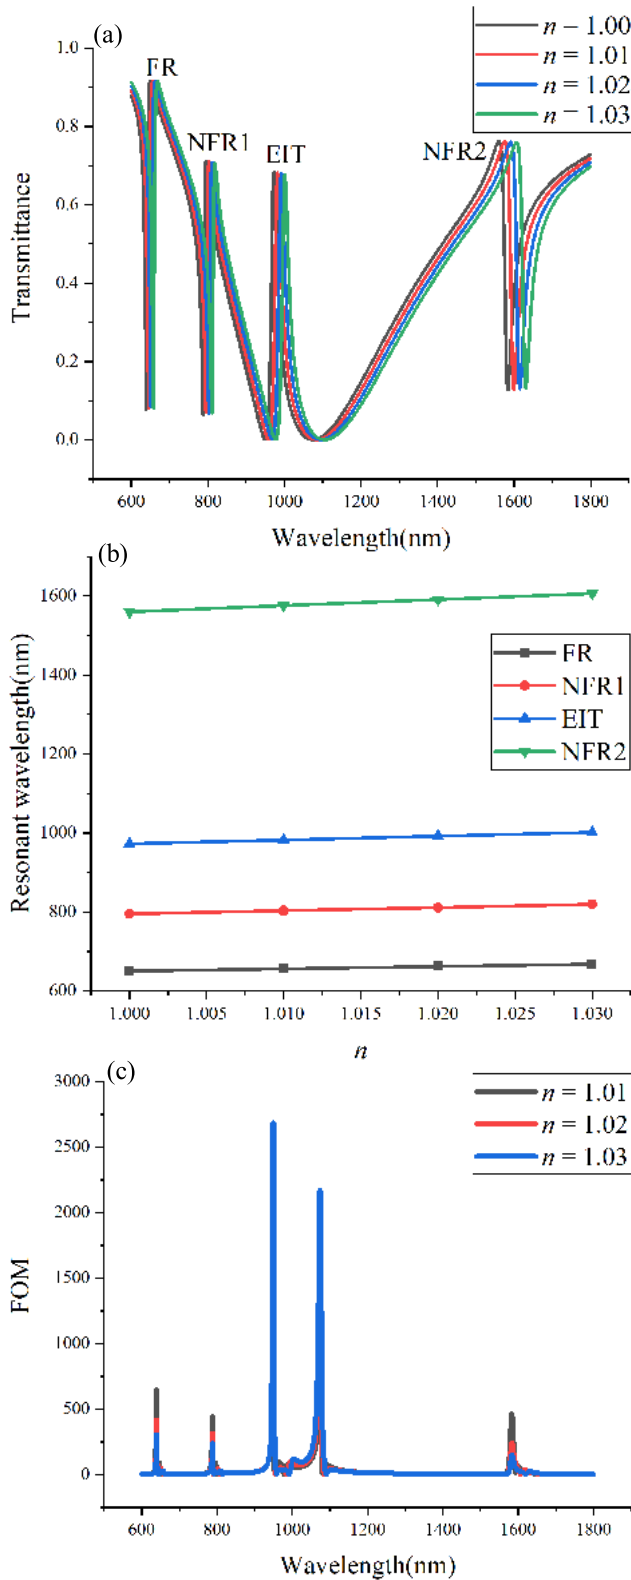 (a)
n = 1.00
n = 1.01
n = 1.02
n = 1.03
FR
NFR1
EIT
NFR2
1.0
0.8
0.6
0.4
0.2
0.0
Transmittance
600 800 1000 1200 1400 1600 1800
Wavelength(nm)
(b)
1600
1400
1200
1000
800
600
Resonant wavelength(nm)
FR
NFR1
EIT
NFR2
1.000 1.005 1.010 1.015 1.020 1.025 1.030
n
(c)
n = 1.01
n = 1.02
n = 1.03
3000
2500
2000
1500
1000
500
0
FOM
600 800 1000 1200 1400 1600 1800
Wavelength(nm)